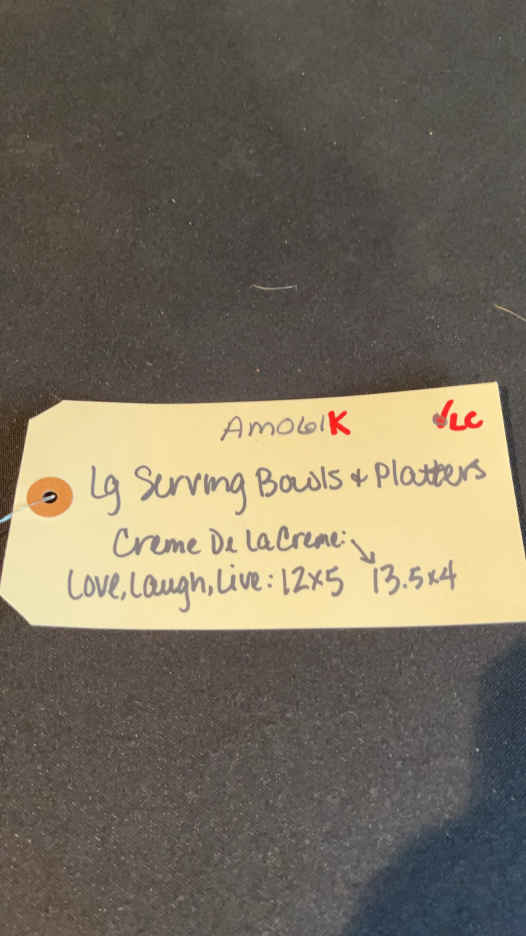 AM061K ✓LC
Lg Serving Bowls + Platters
Creme De La Creme: ↘
Love, Laugh, Live: 12x5 13.5x4